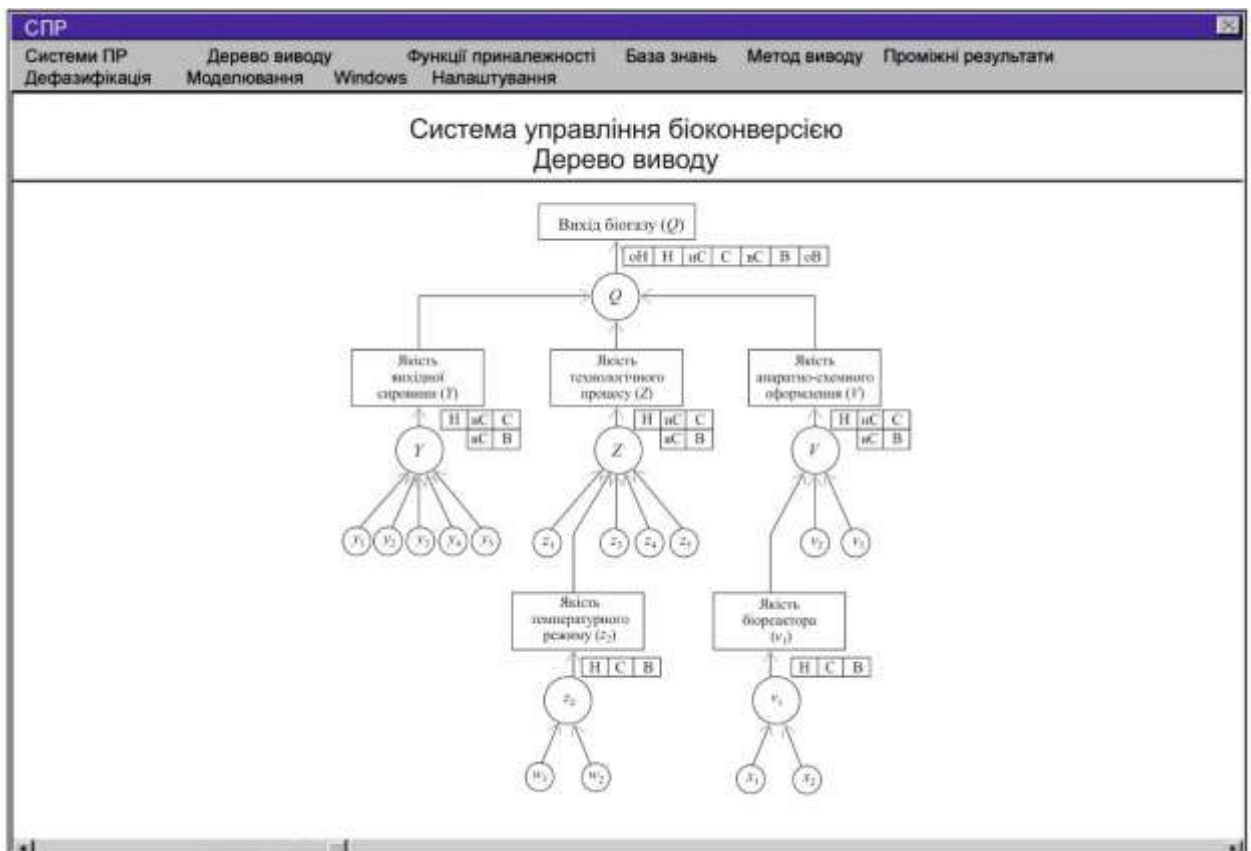 СПР
Системи ПР Дерево виводу Функції приналежності База знань Метод виводу Проміжні результати
Дефазифікація Моделювання Windows Налаштування
Система управління біоконверсією
Дерево виводу
Вихід біогазу (Q)
оН Н нС С вС В оВ
Q
Якість
вихідної
сировини (Y)
Якість
технологічного
процесу (Z)
Якість
апаратно-схемного
оформлення (V)
Н нС С
вС В
Н нС С
вС В
Н нС С
вС В
Y
Z
V
y₁ y₂ y₃ y₄ y₅
z₁ z₃ z₄ z₅
v₂ v₃
Якість
температурного
режиму (z₂)
Якість
біореактора
(v₁)
Н С В
Н С В
z₂
v₁
w₁ w₂
x₁ x₂